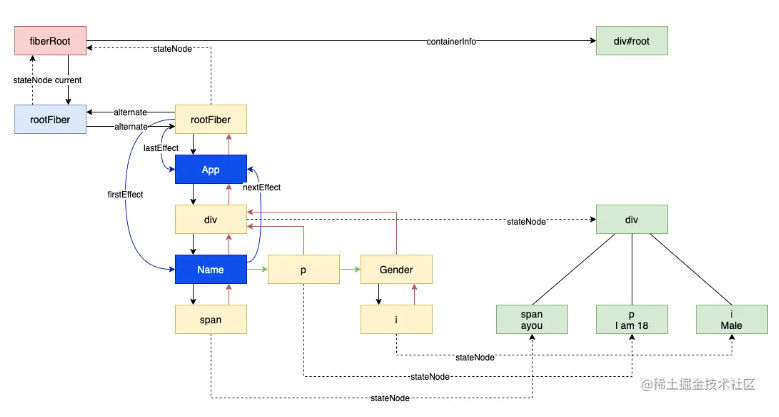 fiberRoot
containerInfo
div#root
stateNode
stateNode current
rootFiber
alternate
alternate
rootFiber
lastEffect
App
firstEffect
nextEffect
div
stateNode
div
Name
p
Gender
span
i
span
ayou
p
I am 18
i
Male
stateNode
stateNode
stateNode
@稀土掘金技术社区